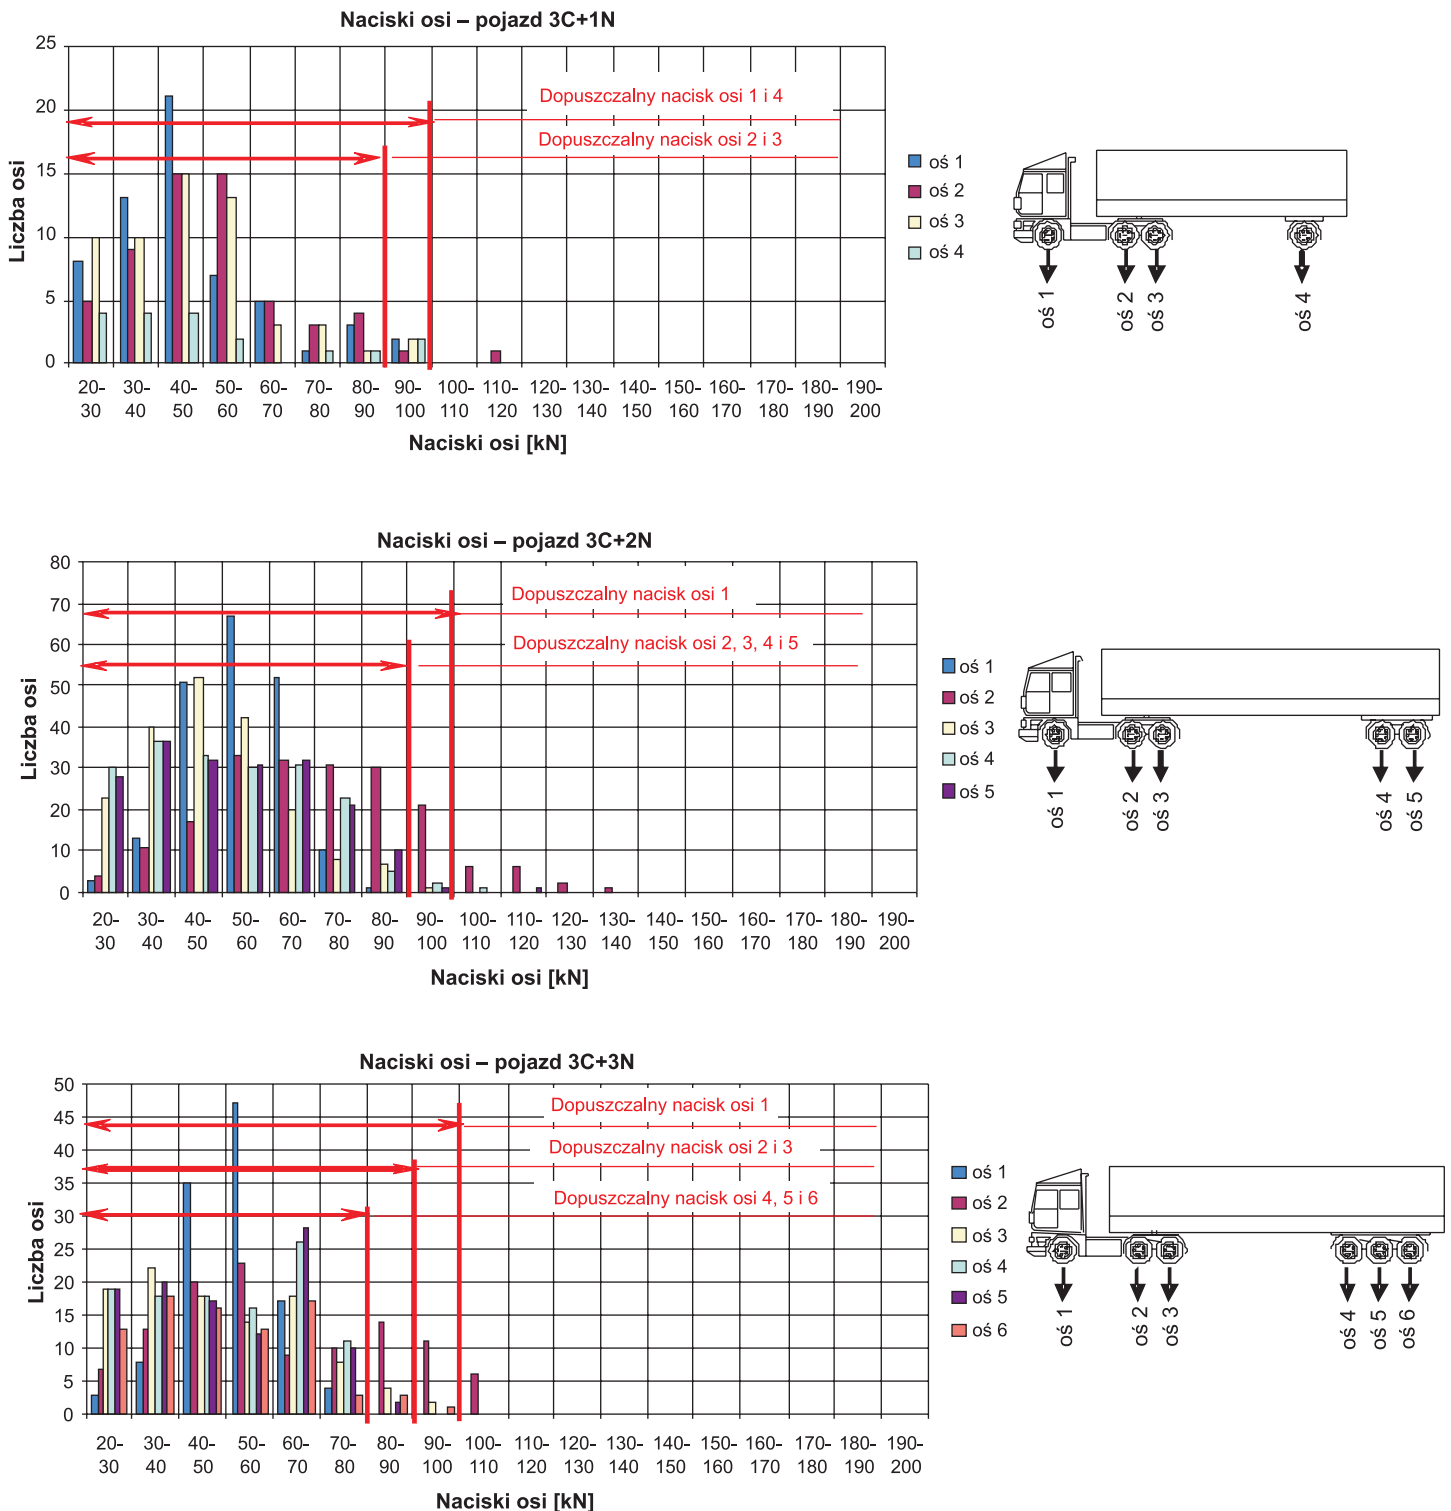 Naciski osi – pojazd 3C+1N
25
20
15
10
5
0
Liczba osi
Dopuszczalny nacisk osi 1 i 4
Dopuszczalny nacisk osi 2 i 3
20- 30- 40- 50- 60- 70- 80- 90- 100- 110- 120- 130- 140- 150- 160- 170- 180- 190-
30 40 50 60 70 80 90 100 110 120 130 140 150 160 170 180 190 200
Naciski osi [kN]
oś 1
oś 2
oś 3
oś 4
oś 1
oś 2
oś 3
oś 4
Naciski osi – pojazd 3C+2N
80
70
60
50
40
30
20
10
0
Liczba osi
Dopuszczalny nacisk osi 1
Dopuszczalny nacisk osi 2, 3, 4 i 5
20- 30- 40- 50- 60- 70- 80- 90- 100- 110- 120- 130- 140- 150- 160- 170- 180- 190-
30 40 50 60 70 80 90 100 110 120 130 140 150 160 170 180 190 200
Naciski osi [kN]
oś 1
oś 2
oś 3
oś 4
oś 5
oś 1
oś 2
oś 3
oś 4
oś 5
Naciski osi – pojazd 3C+3N
50
45
40
35
30
25
20
15
10
5
0
Liczba osi
Dopuszczalny nacisk osi 1
Dopuszczalny nacisk osi 2 i 3
Dopuszczalny nacisk osi 4, 5 i 6
20- 30- 40- 50- 60- 70- 80- 90- 100- 110- 120- 130- 140- 150- 160- 170- 180- 190-
30 40 50 60 70 80 90 100 110 120 130 140 150 160 170 180 190 200
Naciski osi [kN]
oś 1
oś 2
oś 3
oś 4
oś 5
oś 6
oś 1
oś 2
oś 3
oś 4
oś 5
oś 6